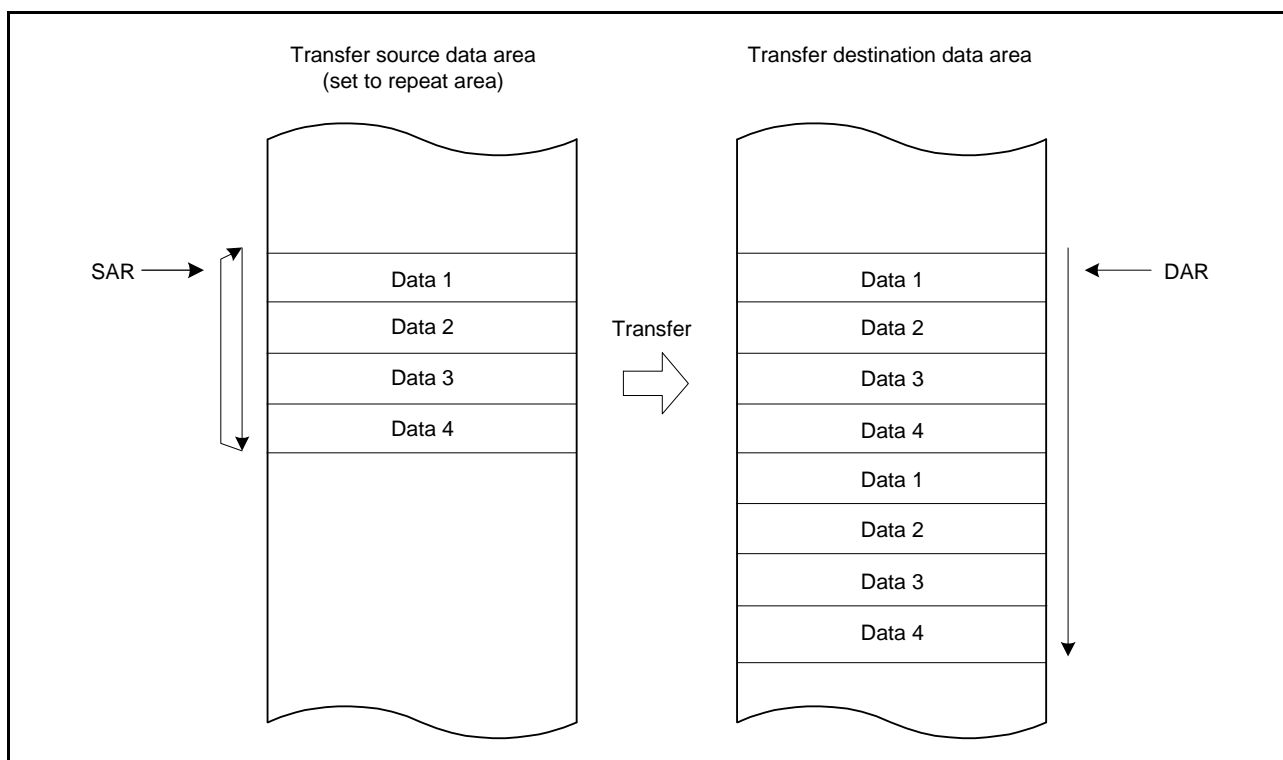 Transfer source data area
(set to repeat area)
Transfer destination data area
SAR
Data 1
Data 2
Data 3
Data 4
Transfer
Data 1
Data 2
Data 3
Data 4
Data 1
Data 2
Data 3
Data 4
DAR